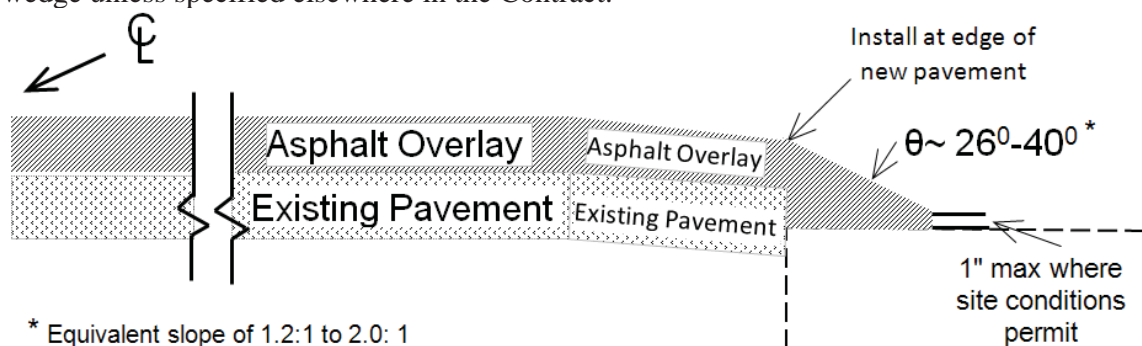 wedge unless specified elsewhere in the Contract.
℄
Install at edge of
new pavement
Asphalt Overlay
Asphalt Overlay
θ~ 26⁰-40⁰ *
Existing Pavement
Existing Pavement
1" max where
site conditions
permit
* Equivalent slope of 1.2:1 to 2.0: 1